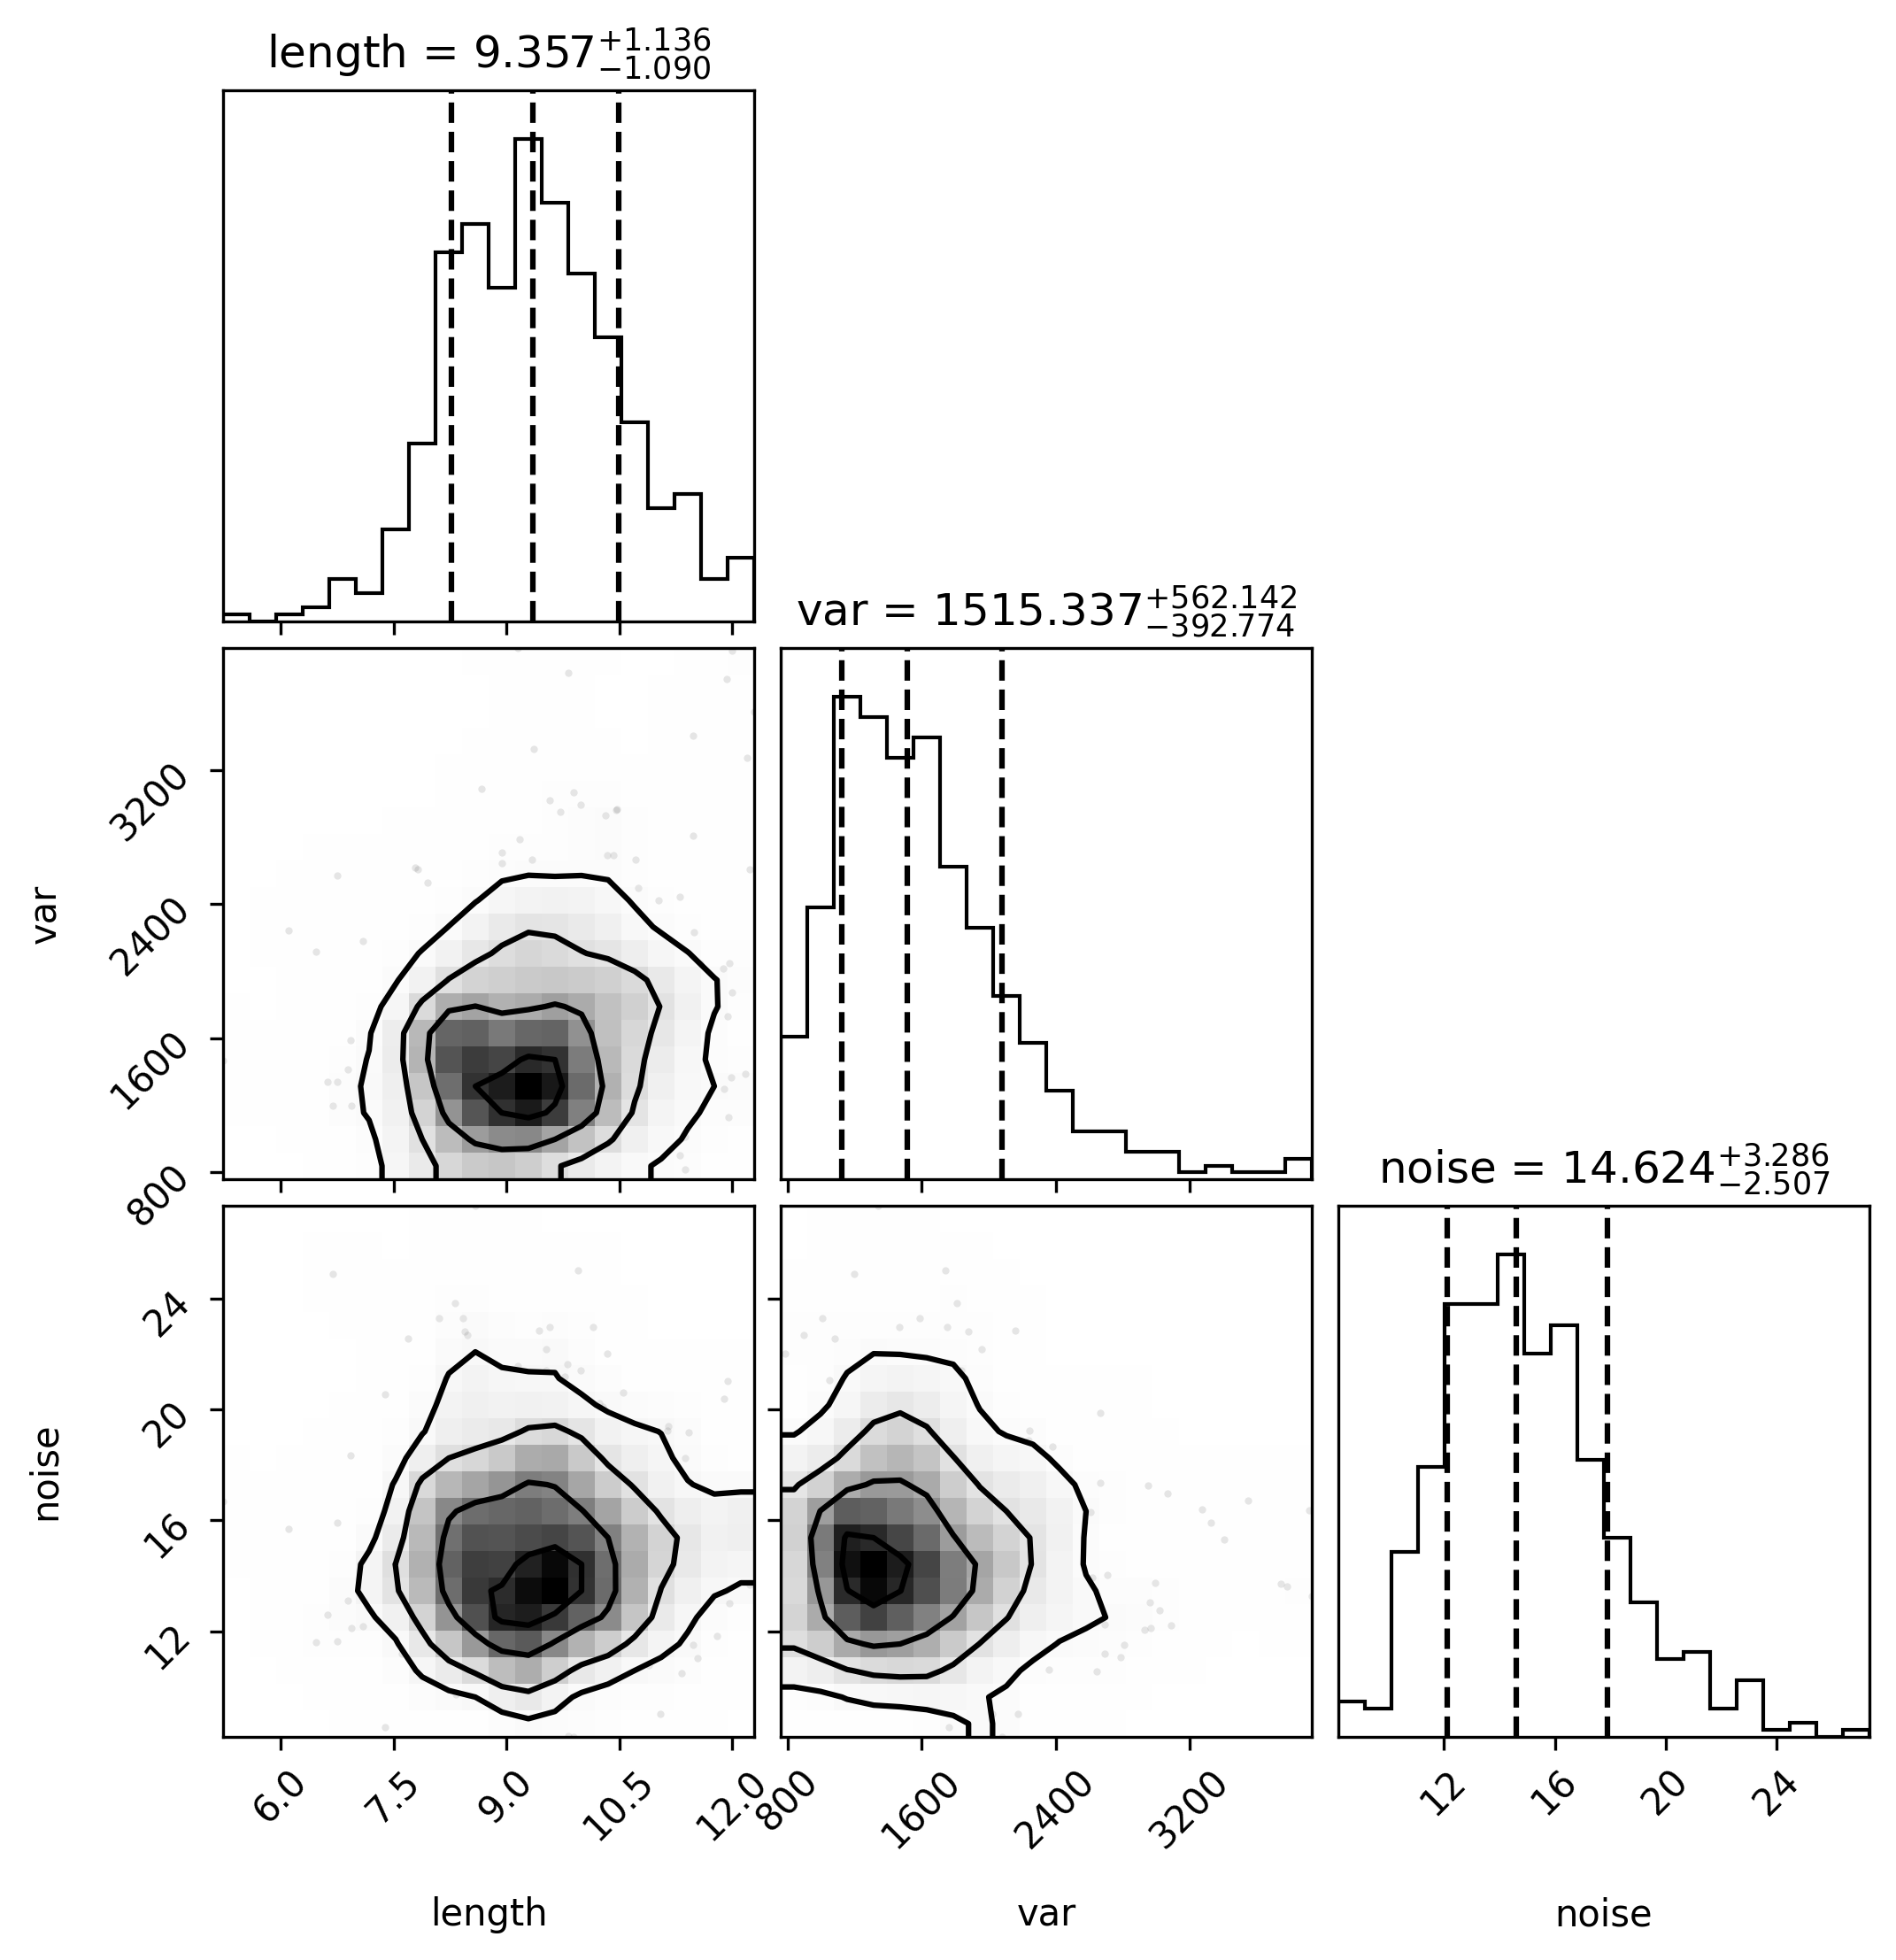 length = 9.357 +1.136 −1.090
var = 1515.337 +562.142 −392.774
var
3200
2400
1600
800
noise = 14.624 +3.286 −2.507
noise
24
20
16
12
6.0 7.5 9.0 10.5 12.0 800 1600 2400 3200 12 16 20 24
length var noise